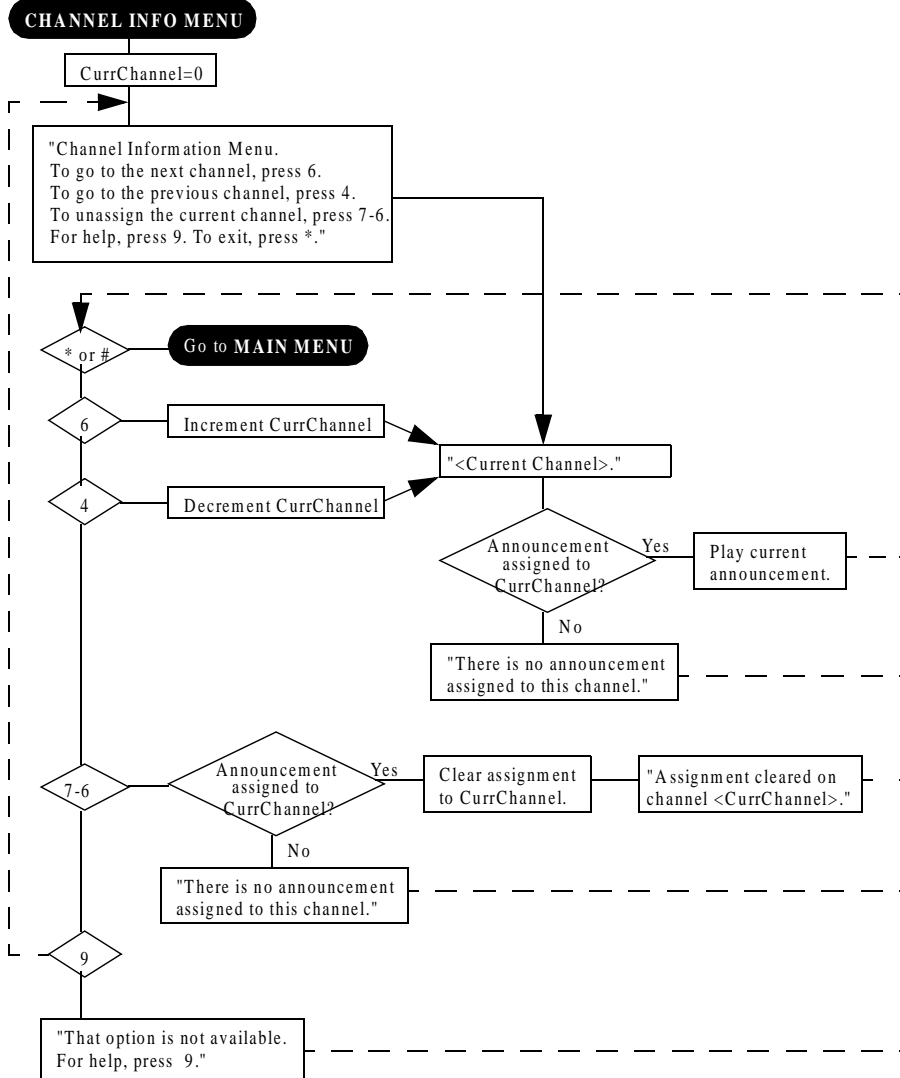 CHANNEL INFO MENU
CurrChannel=0
"Channel Information Menu.
To go to the next channel, press 6.
To go to the previous channel, press 4.
To unassign the current channel, press 7-6.
For help, press 9. To exit, press *."
* or #
Go to MAIN MENU
6
Increment CurrChannel
"<Current Channel>."
4
Decrement CurrChannel
Announcement
assigned to
CurrChannel?
Yes
Play current
announcement.
No
"There is no announcement
assigned to this channel."
7-6
Announcement
assigned to
CurrChannel?
Yes
Clear assignment
to CurrChannel.
"Assignment cleared on
channel <CurrChannel>."
No
"There is no announcement
assigned to this channel."
9
"That option is not available.
For help, press 9."